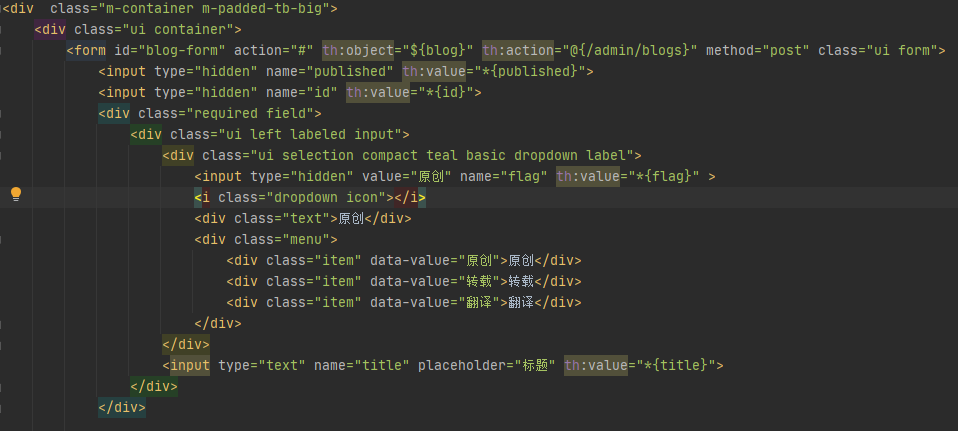 <div  class="m-container m-padded-tb-big">
    <div class="ui container">
        <form id="blog-form" action="#" th:object="${blog}" th:action="@{/admin/blogs}" method="post" class="ui form">
            <input type="hidden" name="published" th:value="*{published}">
            <input type="hidden" name="id" th:value="*{id}">
            <div class="required field">
                <div class="ui left labeled input">
                    <div class="ui selection compact teal basic dropdown label">
                        <input type="hidden" value="原创" name="flag" th:value="*{flag}" >
                        <i class="dropdown icon"></i>
                        <div class="text">原创</div>
                        <div class="menu">
                            <div class="item" data-value="原创">原创</div>
                            <div class="item" data-value="转载">转载</div>
                            <div class="item" data-value="翻译">翻译</div>
                        </div>
                    </div>
                    <input type="text" name="title" placeholder="标题" th:value="*{title}">
                </div>
            </div>